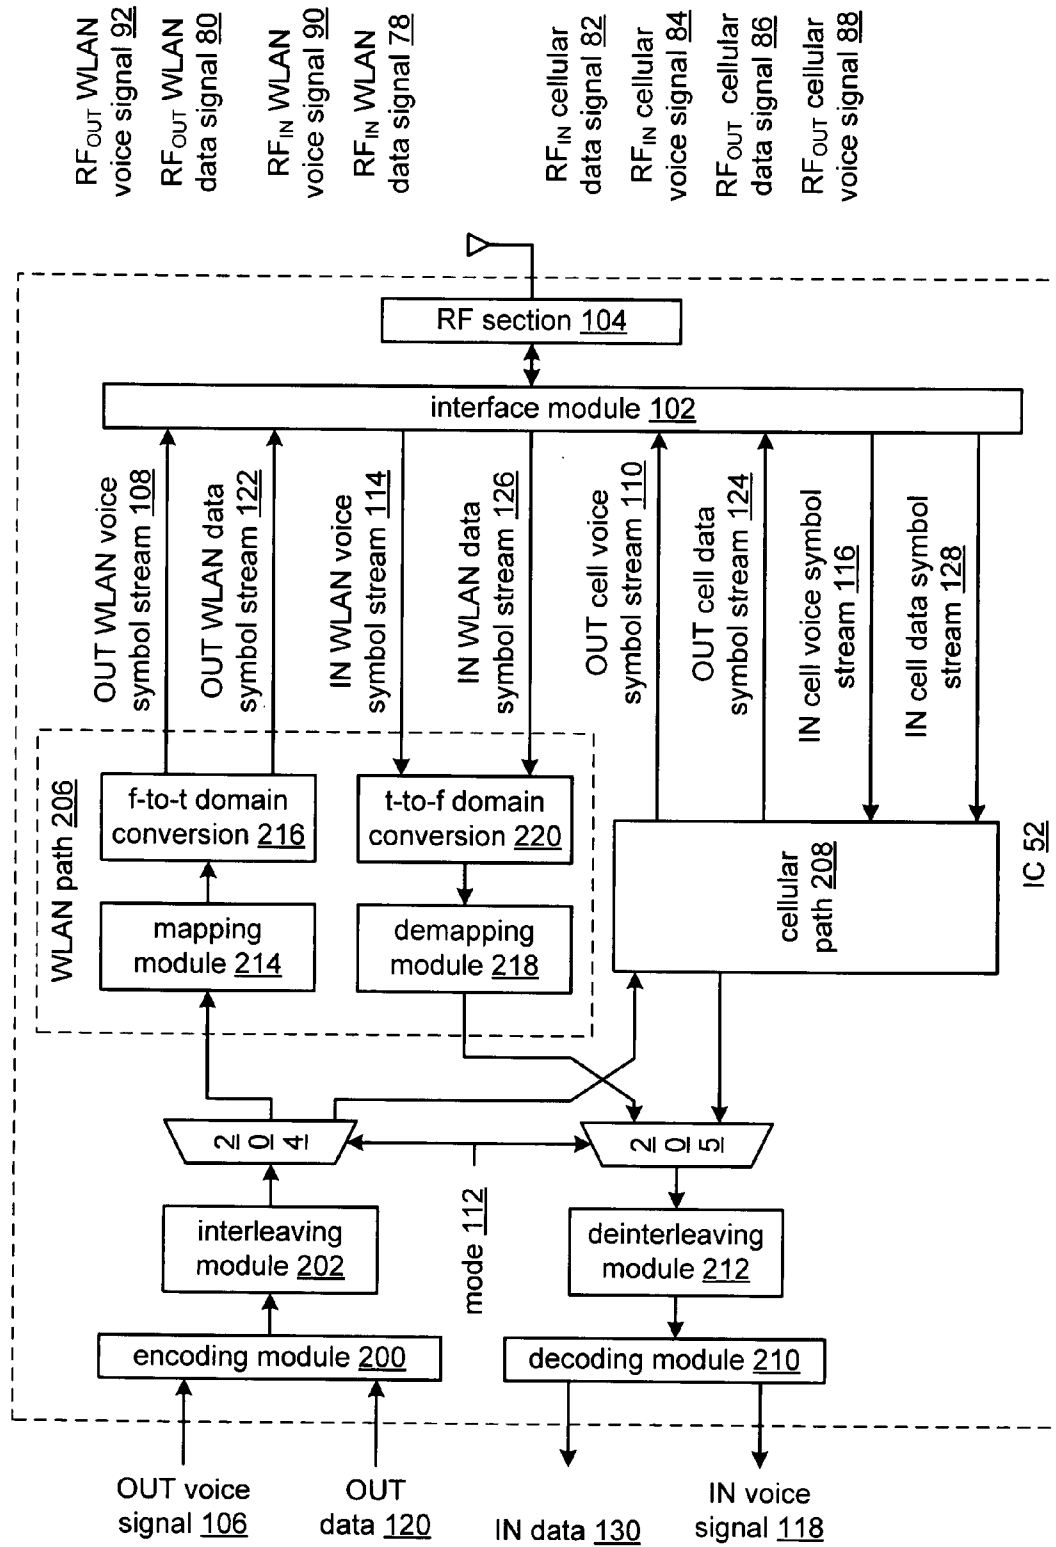 RFOUT WLAN
voice signal 92
RFOUT WLAN
data signal 80
RFIN WLAN
voice signal 90
RFIN WLAN
data signal 78
RFIN cellular
data signal 82
RFIN cellular
voice signal 84
RFOUT cellular
data signal 86
RFOUT cellular
voice signal 88
RF section 104
interface module 102
OUT WLAN voice
symbol stream 108
OUT WLAN data
symbol stream 122
IN WLAN voice
symbol stream 114
IN WLAN data
symbol stream 126
OUT cell voice
symbol stream 110
OUT cell data
symbol stream 124
IN cell voice symbol
stream 116
IN cell data symbol
stream 128
WLAN path 206
f-to-t domain
conversion 216
t-to-f domain
conversion 220
mapping
module 214
demapping
module 218
cellular
path 208
IC 52
204
205
mode 112
interleaving
module 202
deinterleaving
module 212
encoding module 200
decoding module 210
OUT voice
signal 106
OUT
data 120
IN data 130
IN voice
signal 118